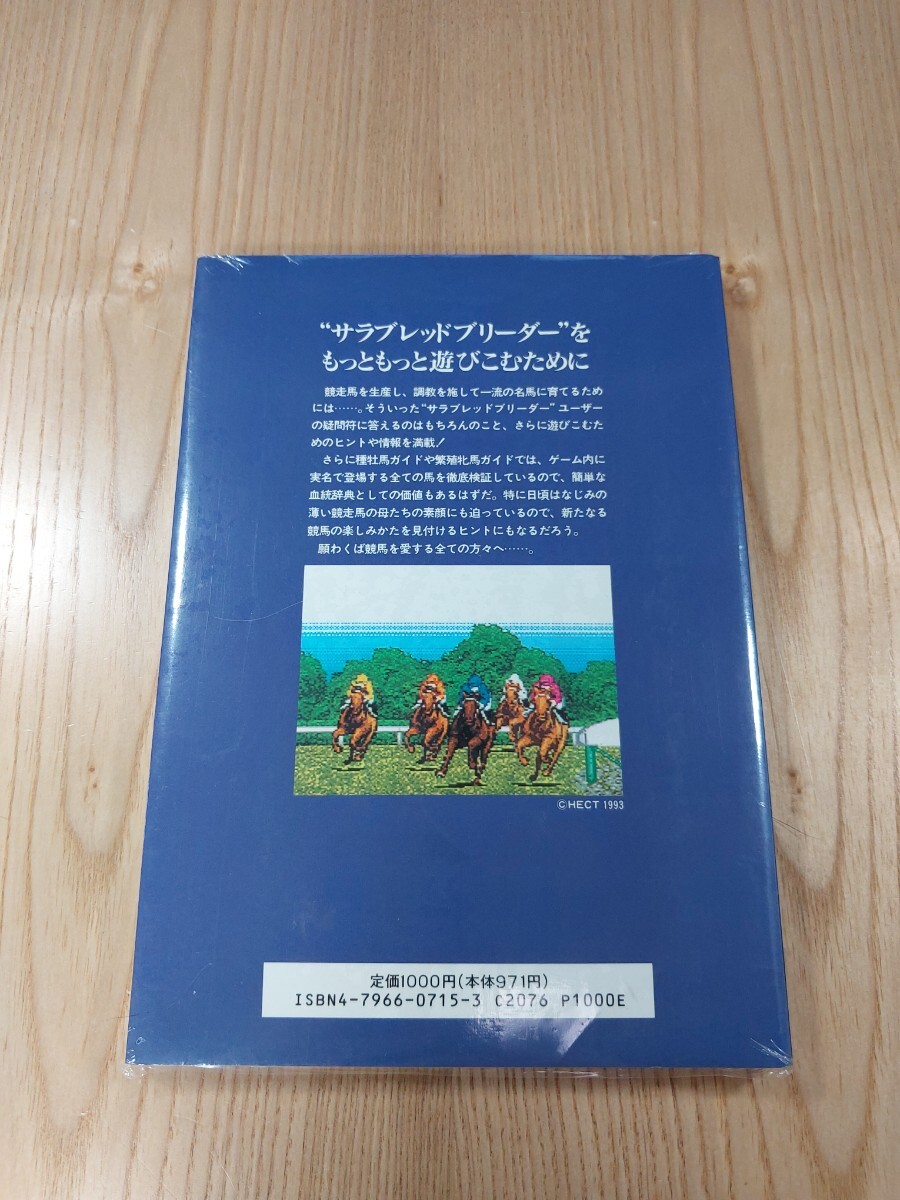 “サラブレッドブリーダー”を
もっともっと遊びこむために
競走馬を生産し、調教を施して一流の名馬に育てるため
には……。そういった“サラブレッドブリーダー”ユーザー
の疑問符に答えるのはもちろんのこと、さらに遊びこむた
めのヒントや情報を満載!
さらに種牡馬ガイドや繁殖牝馬ガイドでは、ゲーム内に
実名で登場する全ての馬を徹底検証しているので、簡単な
血統辞典としての価値もあるはずだ。特に日頃はなじみの
薄い競走馬の母たちの素顔にも迫っているので、新たなる
競馬の楽しみかたを見付けるヒントにもなるだろう。
願わくば競馬を愛する全ての方々へ……。
©HECT 1993
定価1000円(本体971円)
ISBN4-7966-0715-3 C2076 P1000E